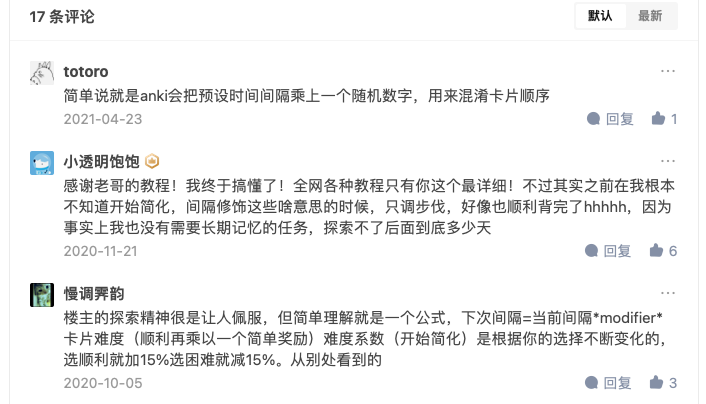 17 条评论
默认
最新
totoro
简单说就是anki会把预设时间间隔乘上一个随机数字，用来混淆卡片顺序
2021-04-23
回复
1
小透明饱饱
感谢老哥的教程！我终于搞懂了！全网各种教程只有你这个最详细！不过其实之前在我根本
不知道开始简化，间隔修饰这些啥意思的时候，只调步伐，好像也顺利背完了hhhhh，因为
事实上我也没有需要长期记忆的任务，探索不了后面到底多少天
2020-11-21
回复
6
慢调霁韵
楼主的探索精神很是让人佩服，但简单理解就是一个公式，下次间隔=当前间隔*modifier*
卡片难度（顺利再乘以一个简单奖励）难度系数（开始简化）是根据你的选择不断变化的，
选顺利就加15%选困难就减15%。从别处看到的
2020-10-05
回复
3